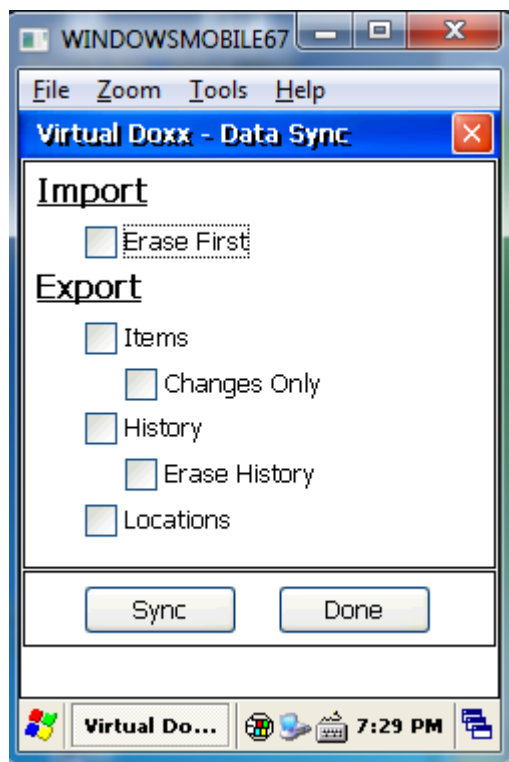 WINDOWSMOBILE67
File Zoom Tools Help
Virtual Doxx - Data Sync
Import
Erase First
Export
Items
Changes Only
History
Erase History
Locations
Sync Done
Virtual Do... 7:29 PM